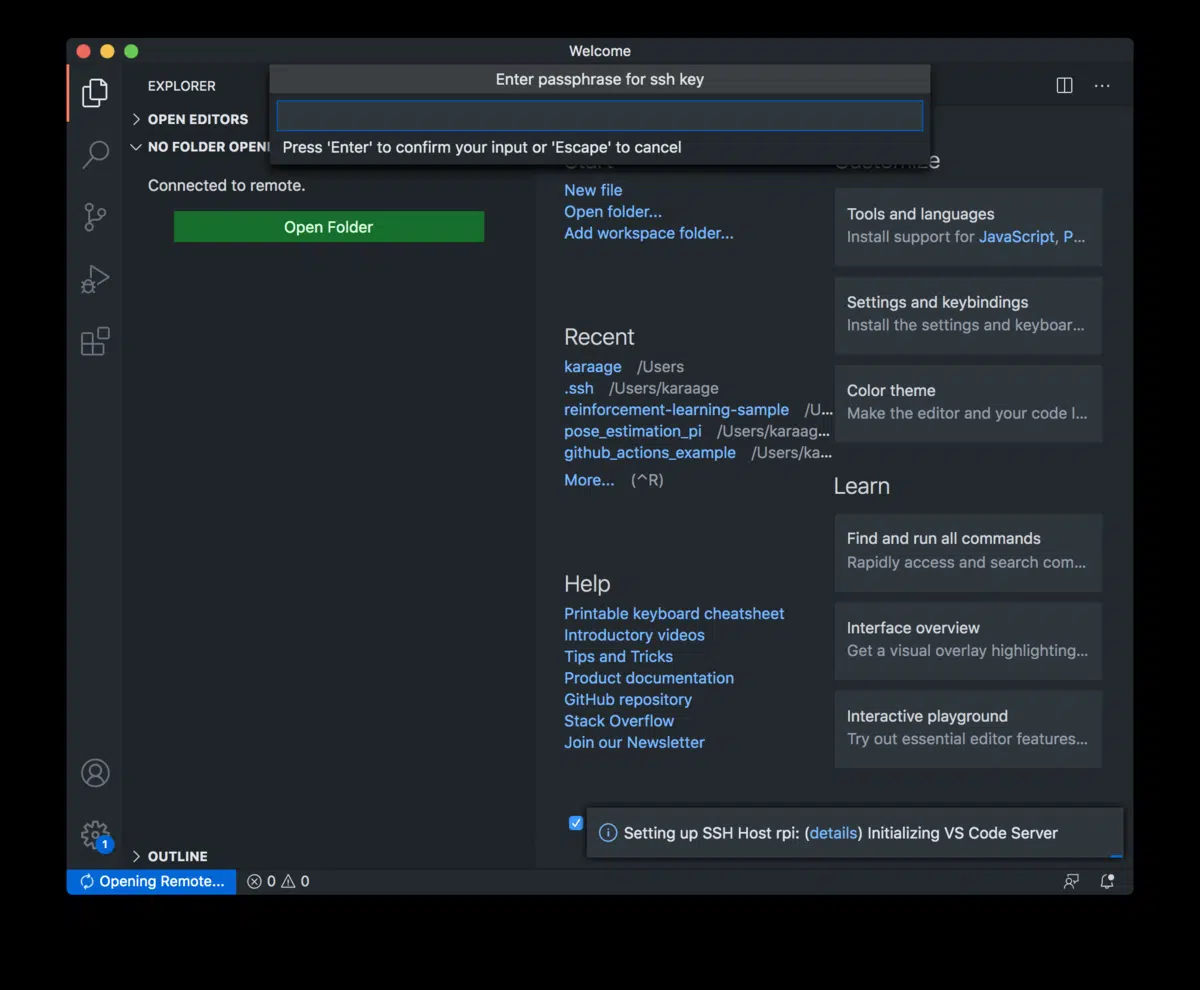 Welcome
Enter passphrase for ssh key
Press 'Enter' to confirm your input or 'Escape' to cancel
EXPLORER
OPEN EDITORS
NO FOLDER OPEN
Connected to remote.
Open Folder
Start
New file
Open folder...
Add workspace folder...
Recent
karaage /Users
.ssh /Users/karaage
reinforcement-learning-sample /U...
pose_estimation_pi /Users/karaag...
github_actions_example /Users/ka...
More... (^R)
Help
Printable keyboard cheatsheet
Introductory videos
Tips and Tricks
Product documentation
GitHub repository
Stack Overflow
Join our Newsletter
Customize
Tools and languages
Install support for JavaScript, P...
Settings and keybindings
Install the settings and keyboar...
Color theme
Make the editor and your code l...
Learn
Find and run all commands
Rapidly access and search com...
Interface overview
Get a visual overlay highlighting...
Interactive playground
Try out essential editor features...
Setting up SSH Host rpi: (details) Initializing VS Code Server
1
OUTLINE
Opening Remote... 0 0